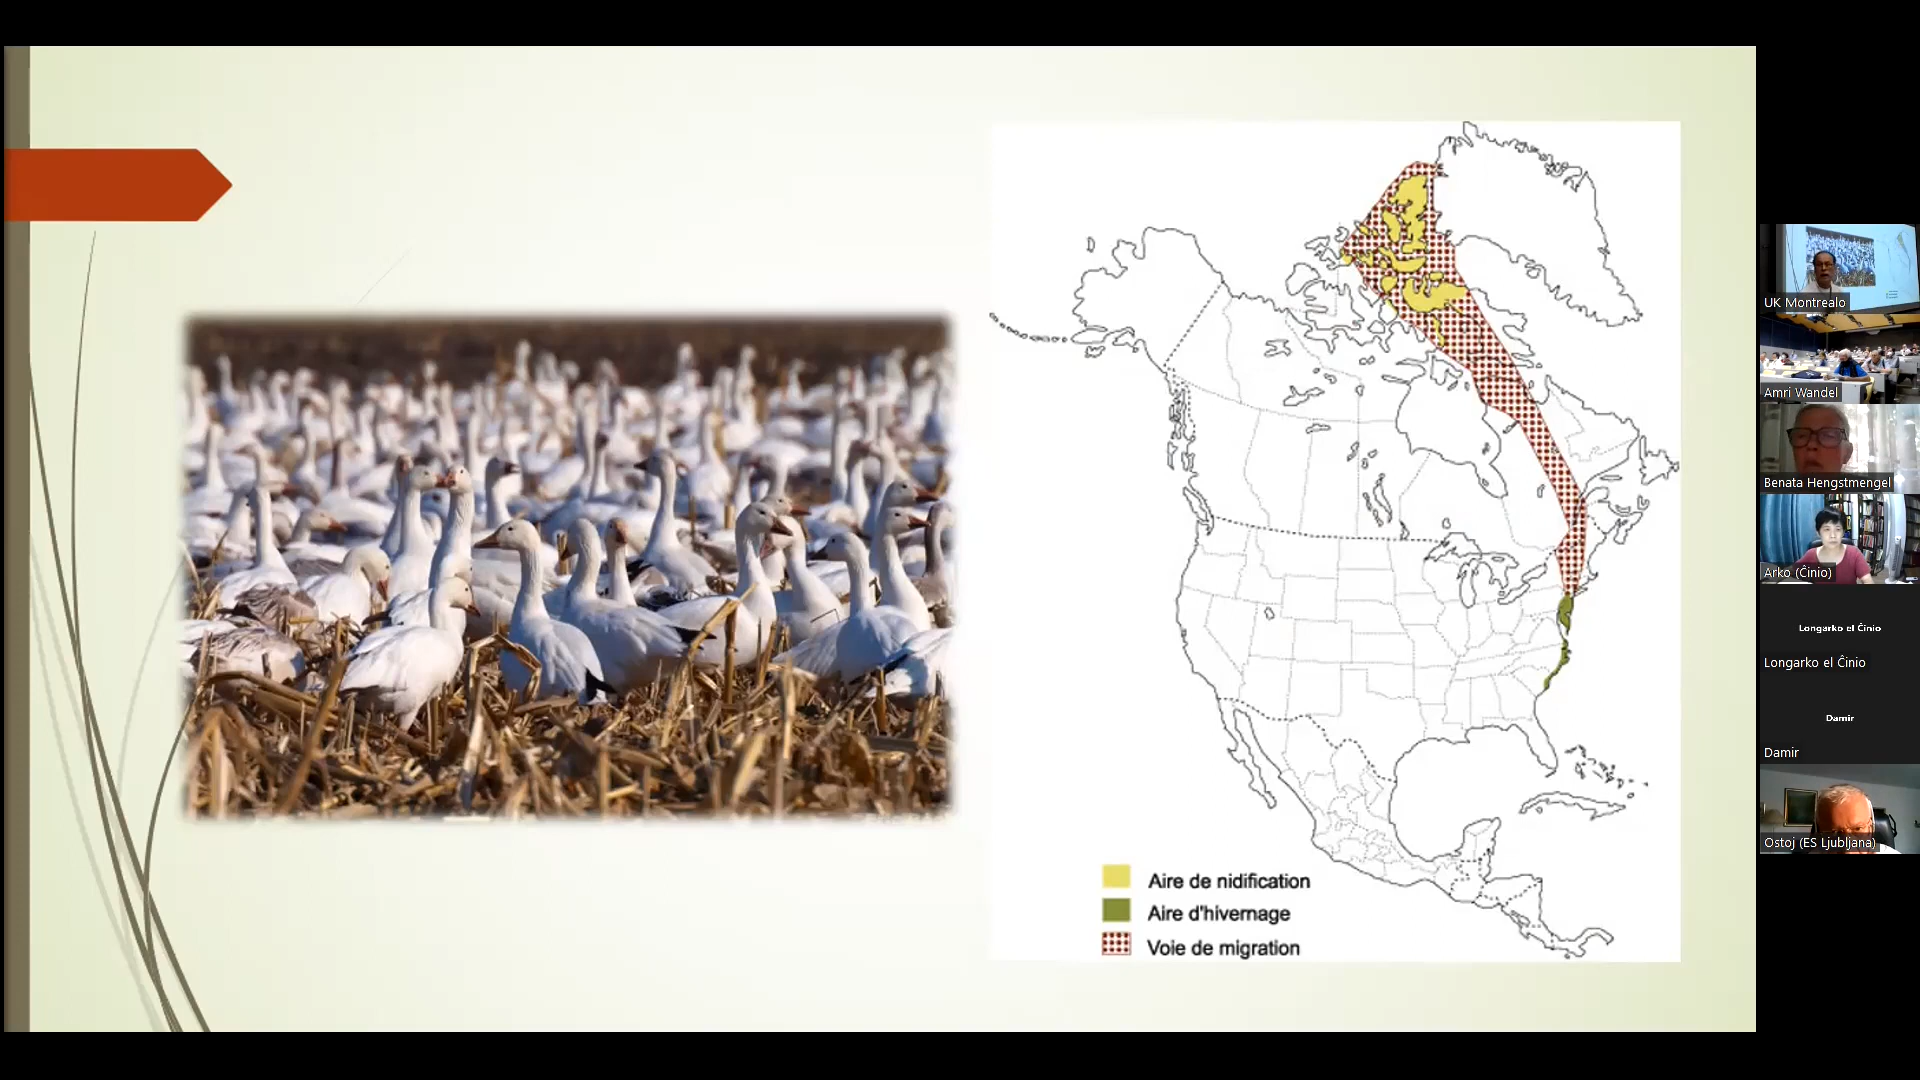 Aire de nidification
Aire d'hivernage
Voie de migration
UK Montrealo
Amri Wandel
Benata Hengstmengel
Arko (Ĉinio)
Longarko el Ĉinio
Longarko el Ĉinio
Damir
Damir
Ostoj (ES Ljubljana)